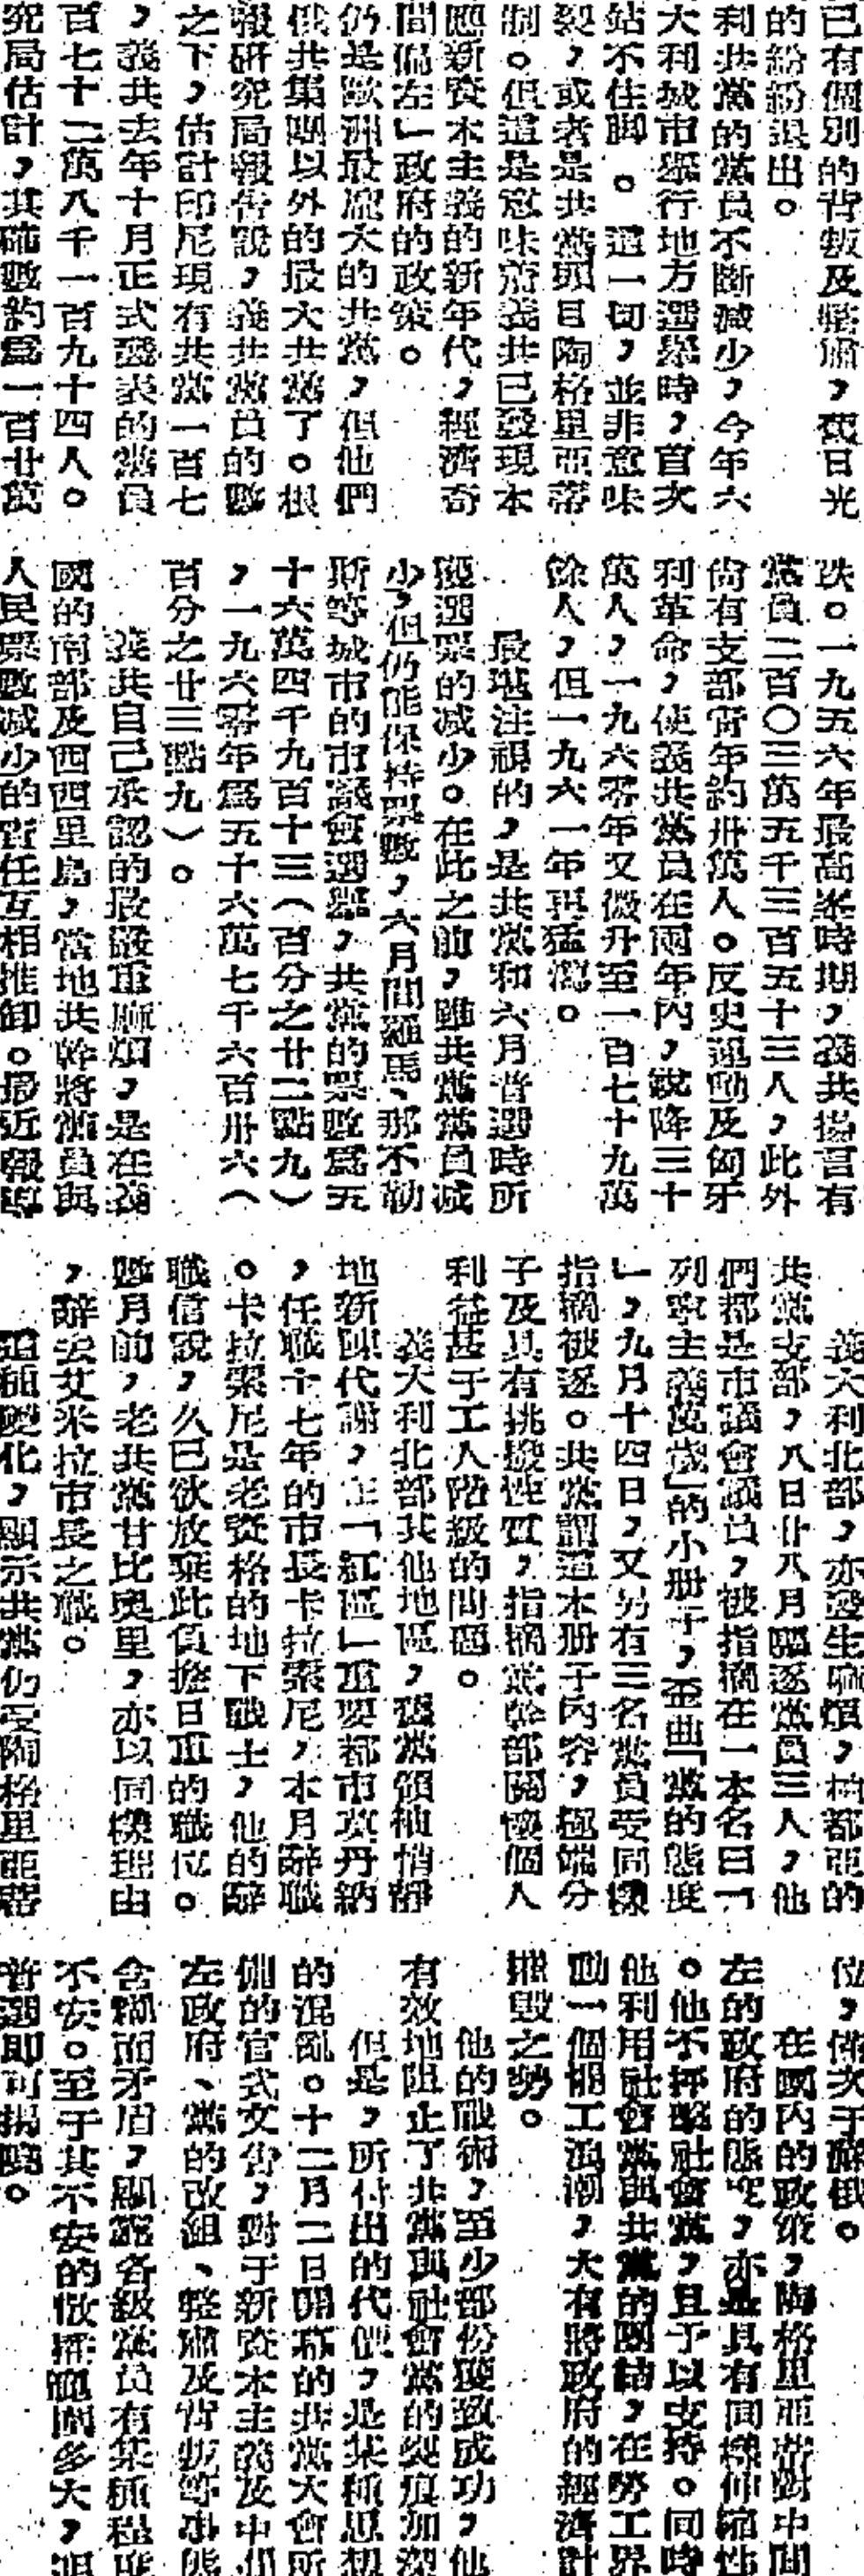 已有個別的背叛及整肅，截日光
的紛紛退出。
利共黨的黨員不斷减少，今年六
大利城市舉行地方選舉時，首次
站不住脚。這一切，並非意味
裂，或者是共黨頭目陶格里亞蒂
制。但這是意味着義共已發現本
應新資本主義的新年代，經濟奇
間偏左」政府的政策。
仍是歐洲最龐大的共黨，但他們
俄共集團以外的最大共黨了。根
報研究局報告說，義共黨員的數
之下，估計印尼現有共黨一百七
，義共去年十月正式發表的黨員
百七十二萬八千一百九十四人。
究局估計，其確數約爲一百廿萬
跌。一九五六年最高峯時期，義共揚言有
黨員二百〇三萬五千三百五十三人，此外
尙有支部靑年約卅萬人。反史運動及匈牙
利革命，使義共黨員在兩年內，說降三十
萬人，一九六零年又微升至一百七十九萬
餘人，但一九六一年再猛瀉。
最堪注視的，是共黨和六月普選時所
獲選票的减少。在此之前，雖共黨黨員减
少，但仍能保持票數，六月間羅馬、那不勒
斯等城市的市議會選舉，共黨的票數爲五
十六萬四千九百十三（百分之廿二點九）
，一九六零年爲五十六萬七千六百卅六（
百分之廿三點九）。
義共自己承認的最嚴重麻煩，是在義
國的南部及西西里島，當地共幹將黨員與
人民票數减少的責任互相推卸。最近報導
義大利北部，亦發生麻煩，柏都亞的
共黨支部，八日廿八月驅逐黨員三人，他
們都是市議會議員，被指摘在一本名曰「
列寧主義萬歲」的小册子，歪曲「黨的態度
」，九月十四日，又另有三名黨員受同樣
指摘被逐。共黨謂這本册子內容，極端分
子及具有挑撥性質，指摘黨幹部關懷個人
利益甚于工人階級的問題。
義大利北部其他地區，舊黨領袖悄靜
地新陳代謝，在「紅區」重要都市莫丹納
，任職十七年的市長卡拉索尼，本月辭職
。卡拉索尼是老資格的地下戰士，他的辭
職信說，久已欲放棄此負擔日重的職位。
數月前，老共黨甘比奧里，亦以同樣理由
，辭去艾米拉市長之職。
這種變化，顯示共黨仍受陶格里亞蒂
位，僅次于蘇俄。
在國內的政策，陶格里亞蒂對中間
左的政府的態度，亦是具有同樣伸縮性
。他不抨擊社會黨，且予以支持。同時
他利用社會黨與共黨的團結，在勞工界
動一個罷工浪潮，大有將政府的經濟計
摧毀之勢。
他的戰術，至少部份獲致成功，他
有效地阻止了共黨與社會黨的裂痕加深
但是，所付出的代價，是某種思想
的混亂。十二月二日開幕的共黨大會所
佈的官式文告，對于新資本主義及中間
左政府、黨的改組、整肅及背叛等事態
含糊而矛盾，顯露各級黨員有某種程度
不安。至于其不安的散播範圍多大，俱
普選即可揭曉。